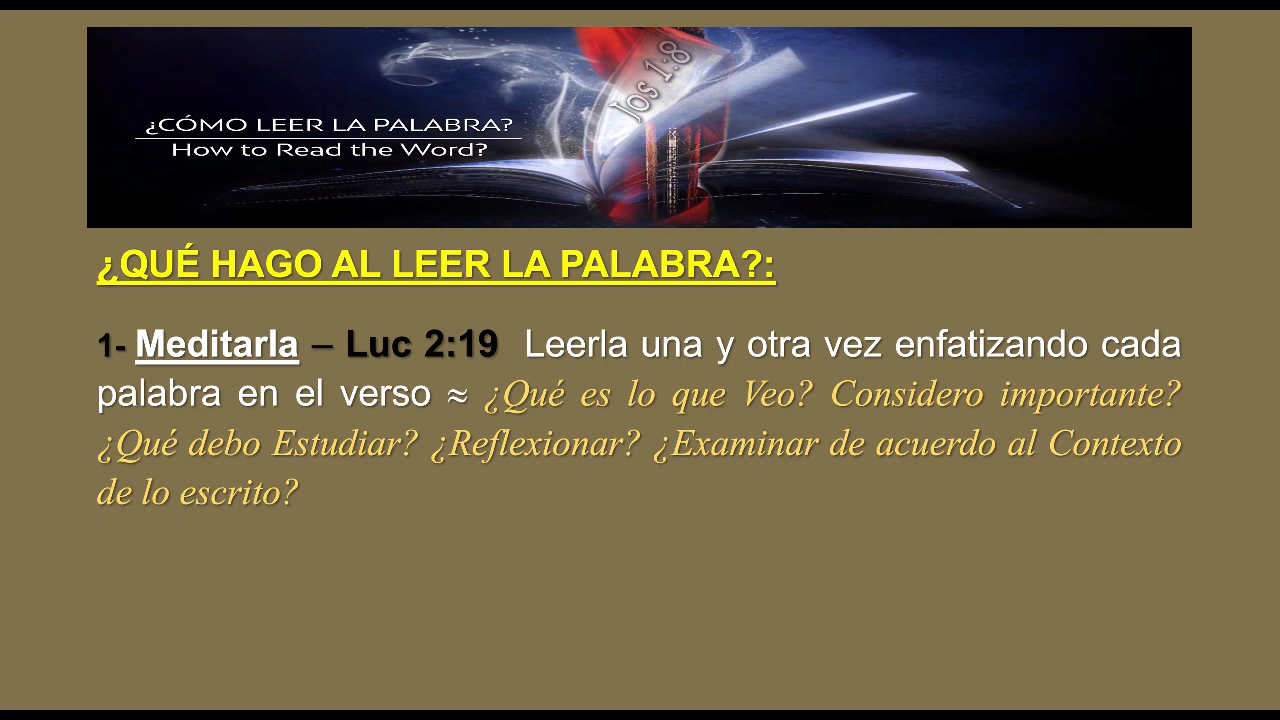 Jos 1:8
¿CÓMO LEER LA PALABRA?
How to Read the Word?
¿QUÉ HAGO AL LEER LA PALABRA?:
1- Meditarla – Luc 2:19 Leerla una y otra vez enfatizando cada
palabra en el verso ≈ ¿Qué es lo que Veo? Considero importante?
¿Qué debo Estudiar? ¿Reflexionar? ¿Examinar de acuerdo al Contexto
de lo escrito?